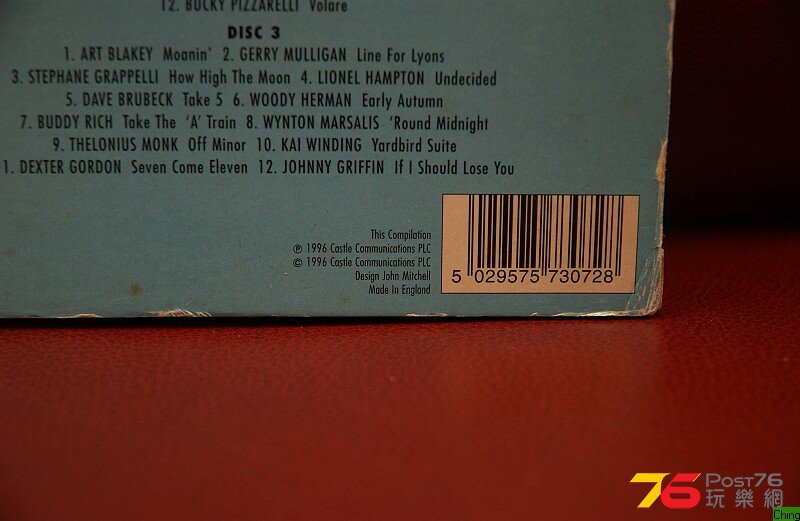 12. BUCKY PIZZARELLI Volare
DISC 3
1. ART BLAKEY Moanin' 2. GERRY MULLIGAN Line For Lyons
3. STEPHANE GRAPPELLI How High The Moon 4. LIONEL HAMPTON Undecided
5. DAVE BRUBECK Take 5 6. WOODY HERMAN Early Autumn
7. BUDDY RICH Take The 'A' Train 8. WYNTON MARSALIS 'Round Midnight
9. THELONIUS MONK Off Minor 10. KAI WINDING Yardbird Suite
1. DEXTER GORDON Seven Come Eleven 12. JOHNNY GRIFFIN If I Should Lose You
This Compilation
℗ 1996 Castle Communications PLC
© 1996 Castle Communications PLC
Design John Mitchell
Made In England
5 029575 730728
76 POST76
玩樂網
Ching